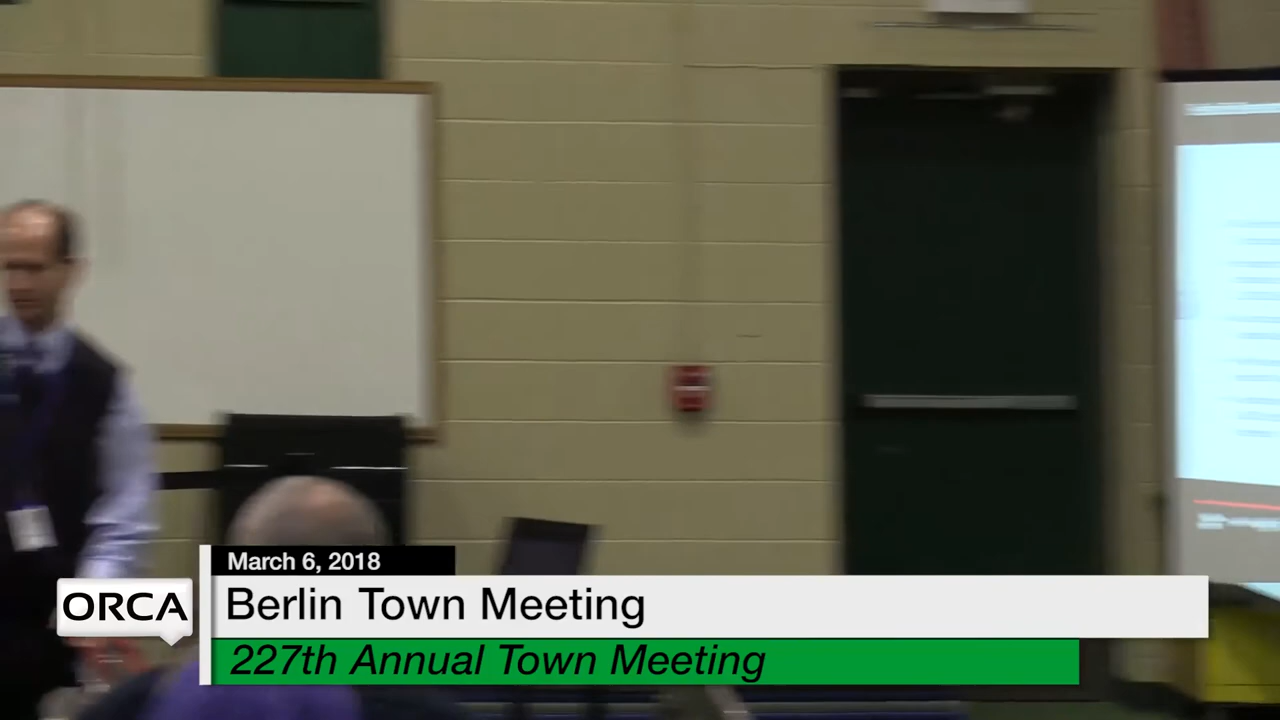 March 6, 2018
Berlin Town Meeting
ORCA
227th Annual Town Meeting